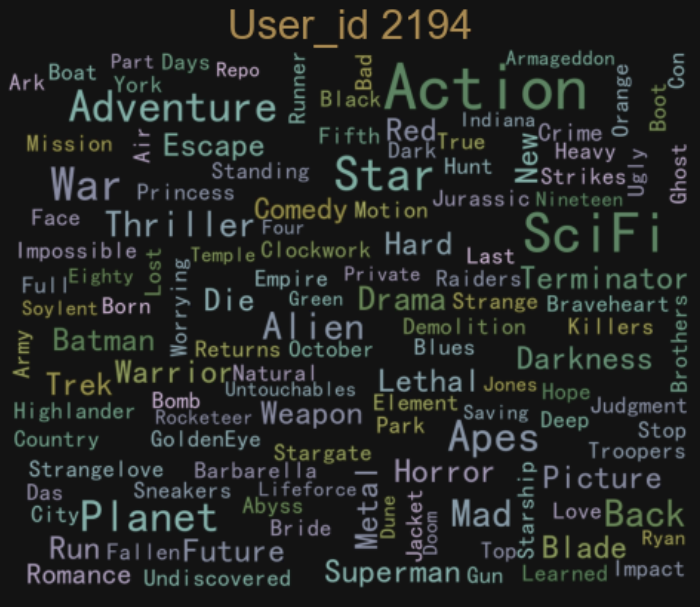 User_id 2194
Armageddon
Part Days
Ark Boat York Repo
Runner
Bad
Action
Orange
Con
Adventure
Black
Indiana
Boot
Mission
Air
Escape
Fifth Red True
Dark
New
Crime
Heavy
Strikes
Ugly
Ghost
War
Standing
Princess
Star
Hunt
Jurassic Nineteen
Face
Thriller
Comedy Motion
Four
SciFi
Impossible
Lost
Temple Clockwork
Hard
Last
Full Eighty
Worrying
Empire Private Raiders Terminator
Soylent Born
Die
Green
Drama Strange Braveheart
Brothers
Army
Batman
Alien
Demolition Killers
Returns October
Blues
Darkness
Trek Warrior Natural
Untouchables
Lethal Jones Hope
Judgment
Highlander
Bomb
Rocketeer
Weapon
Element
Park
Saving
Deep
Stop
Country
GoldenEye
Stargate
Apes
Troopers
Strangelove
Barbarella
Metal
Horror
Starship
Picture
Das
Sneakers
Lifeforce
Dune
Jacket
Doom
City Planet
Abyss
Bride
Mad
Love Back
Run Fallen Future
Top
Blade
Ryan
Romance
Undiscovered
Superman Gun
Learned
Impact